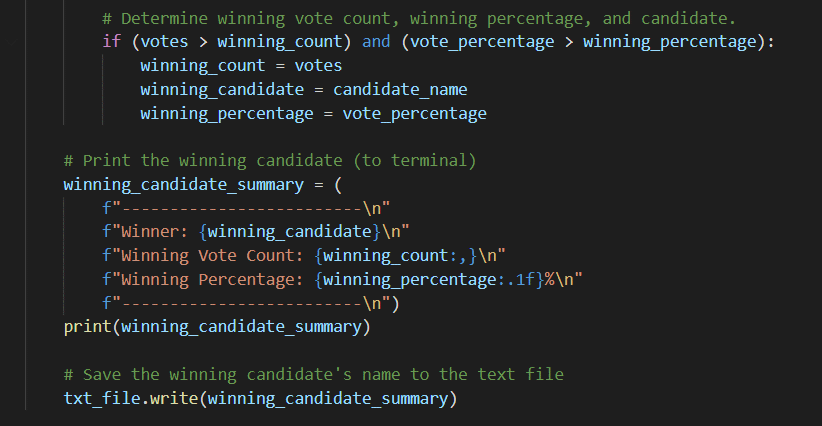 # Determine winning vote count, winning percentage, and candidate.
if (votes > winning_count) and (vote_percentage > winning_percentage):
winning_count = votes
winning_candidate = candidate_name
winning_percentage = vote_percentage
# Print the winning candidate (to terminal)
winning_candidate_summary = (
f"-------------------------\n"
f"Winner: {winning_candidate}\n"
f"Winning Vote Count: {winning_count:,}\n"
f"Winning Percentage: {winning_percentage:.1f}%\n"
f"-------------------------\n")
print(winning_candidate_summary)
# Save the winning candidate's name to the text file
txt_file.write(winning_candidate_summary)